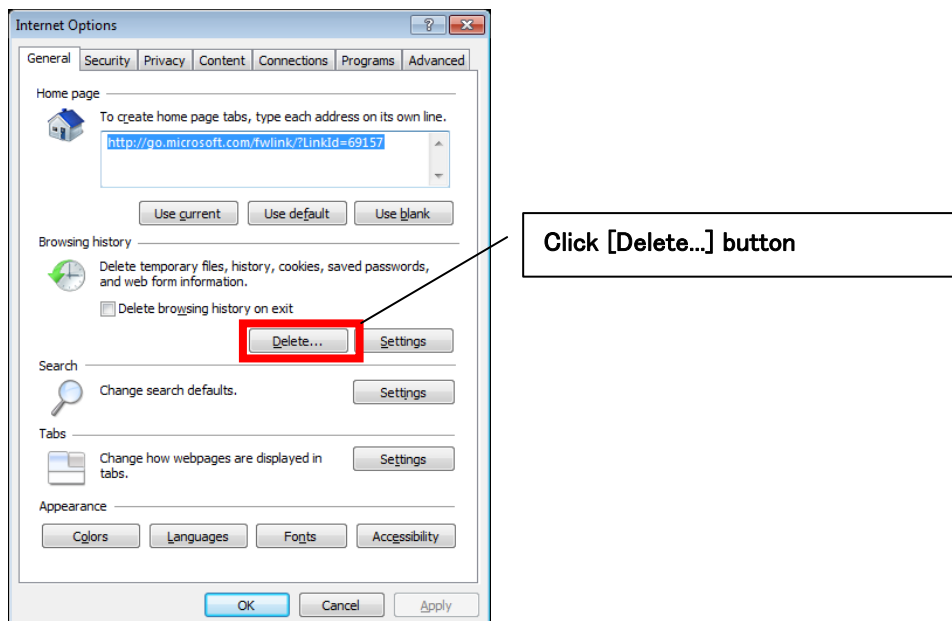 Internet Options
General Security Privacy Content Connections Programs Advanced
Home page
To create home page tabs, type each address on its own line.
http://go.microsoft.com/fwlink/?LinkId=69157
Use current Use default Use blank
Browsing history
Delete temporary files, history, cookies, saved passwords,
and web form information.
Delete browsing history on exit
Delete... Settings
Search
Change search defaults.
Settings
Tabs
Change how webpages are displayed in
tabs.
Settings
Appearance
Colors Languages Fonts Accessibility
OK Cancel Apply
Click [Delete...] button